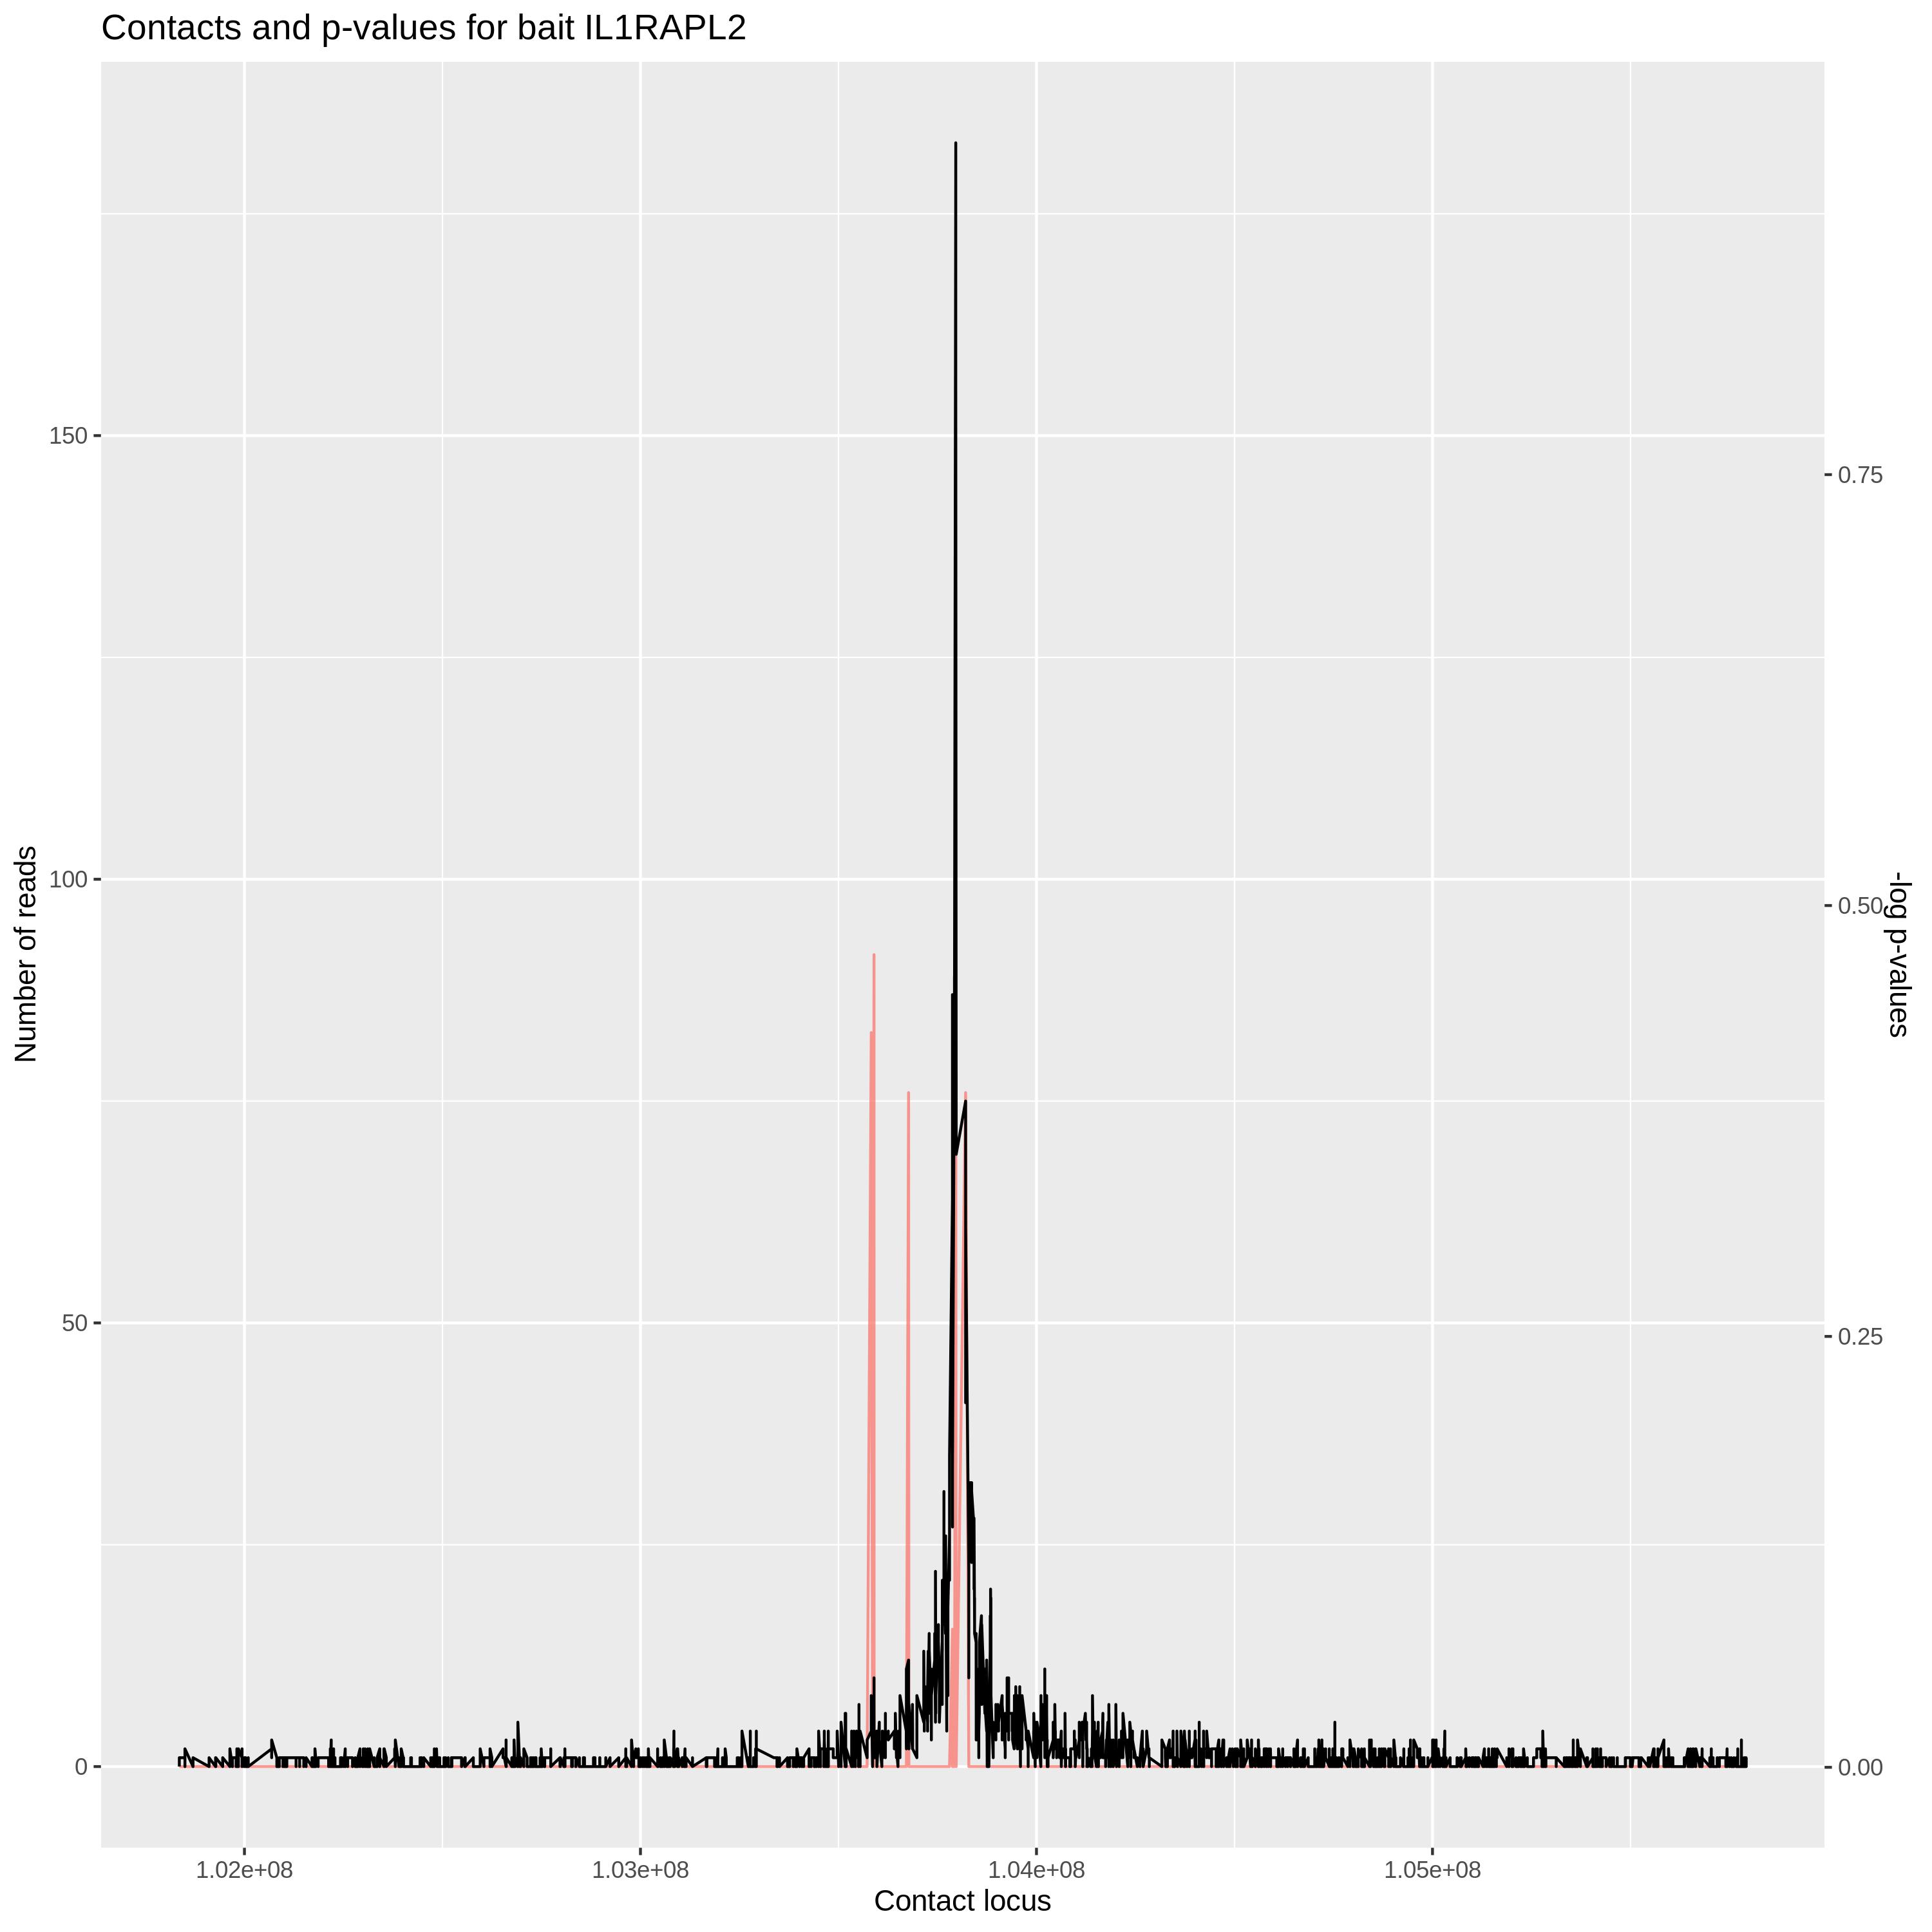 Contacts and p-values for bait IL1RAPL2
Number of reads
150
100
50
0
0.75
0.50
0.25
0.00
-log p-values
1.02e+08
1.03e+08
1.04e+08
1.05e+08
Contact locus